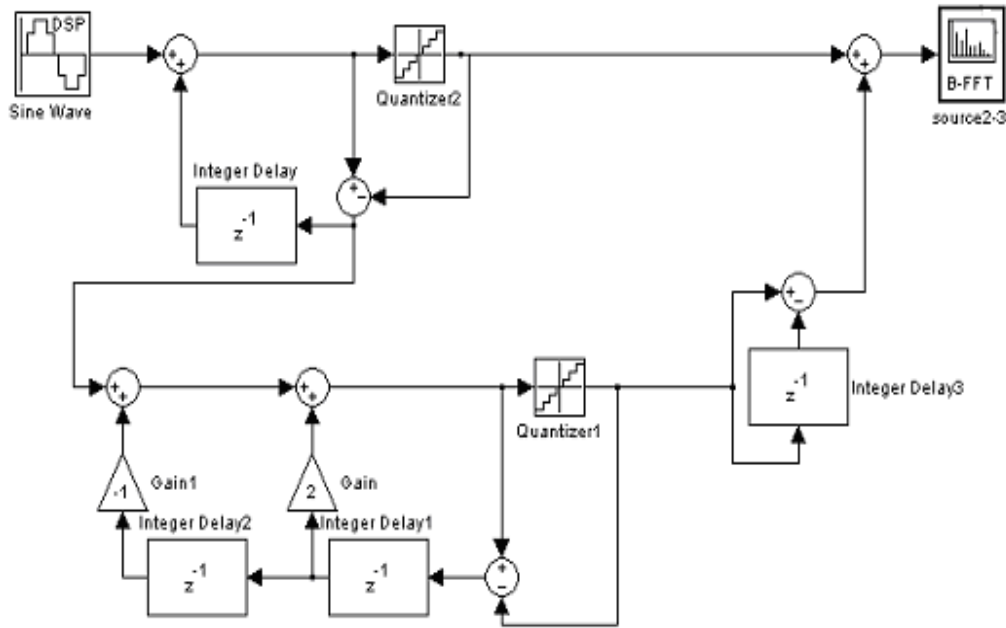 DSP
Sine Wave
Quantizer2
B-FFT
source2-3
Integer Delay
z-1
Integer Delay3
z-1
Quantizer1
Gain1
-1
Gain
2
Integer Delay2
z-1
Integer Delay1
z-1